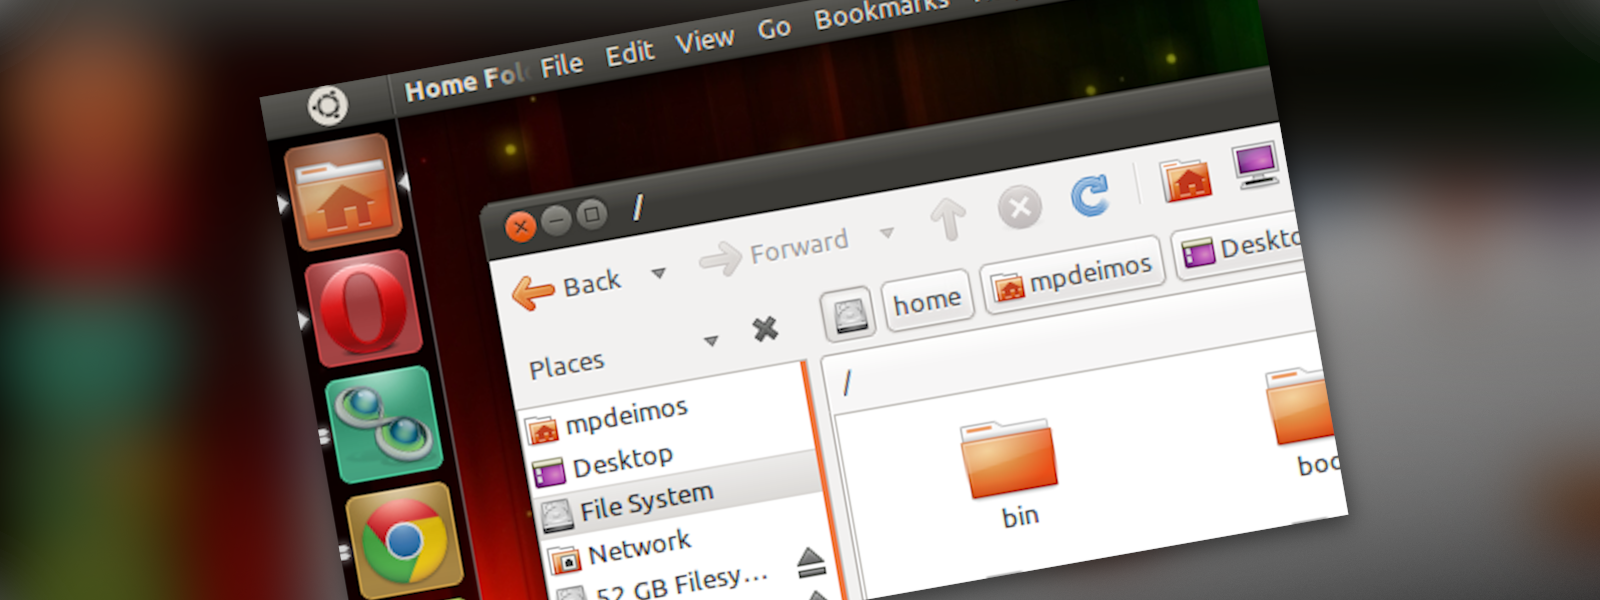 Home Fol File Edit View Go Bookmarks
/
Back Forward
Places
home mpdeimos Deskto
/
mpdeimos
Desktop
File System
Network
52 GB Filesy...
bin
boo